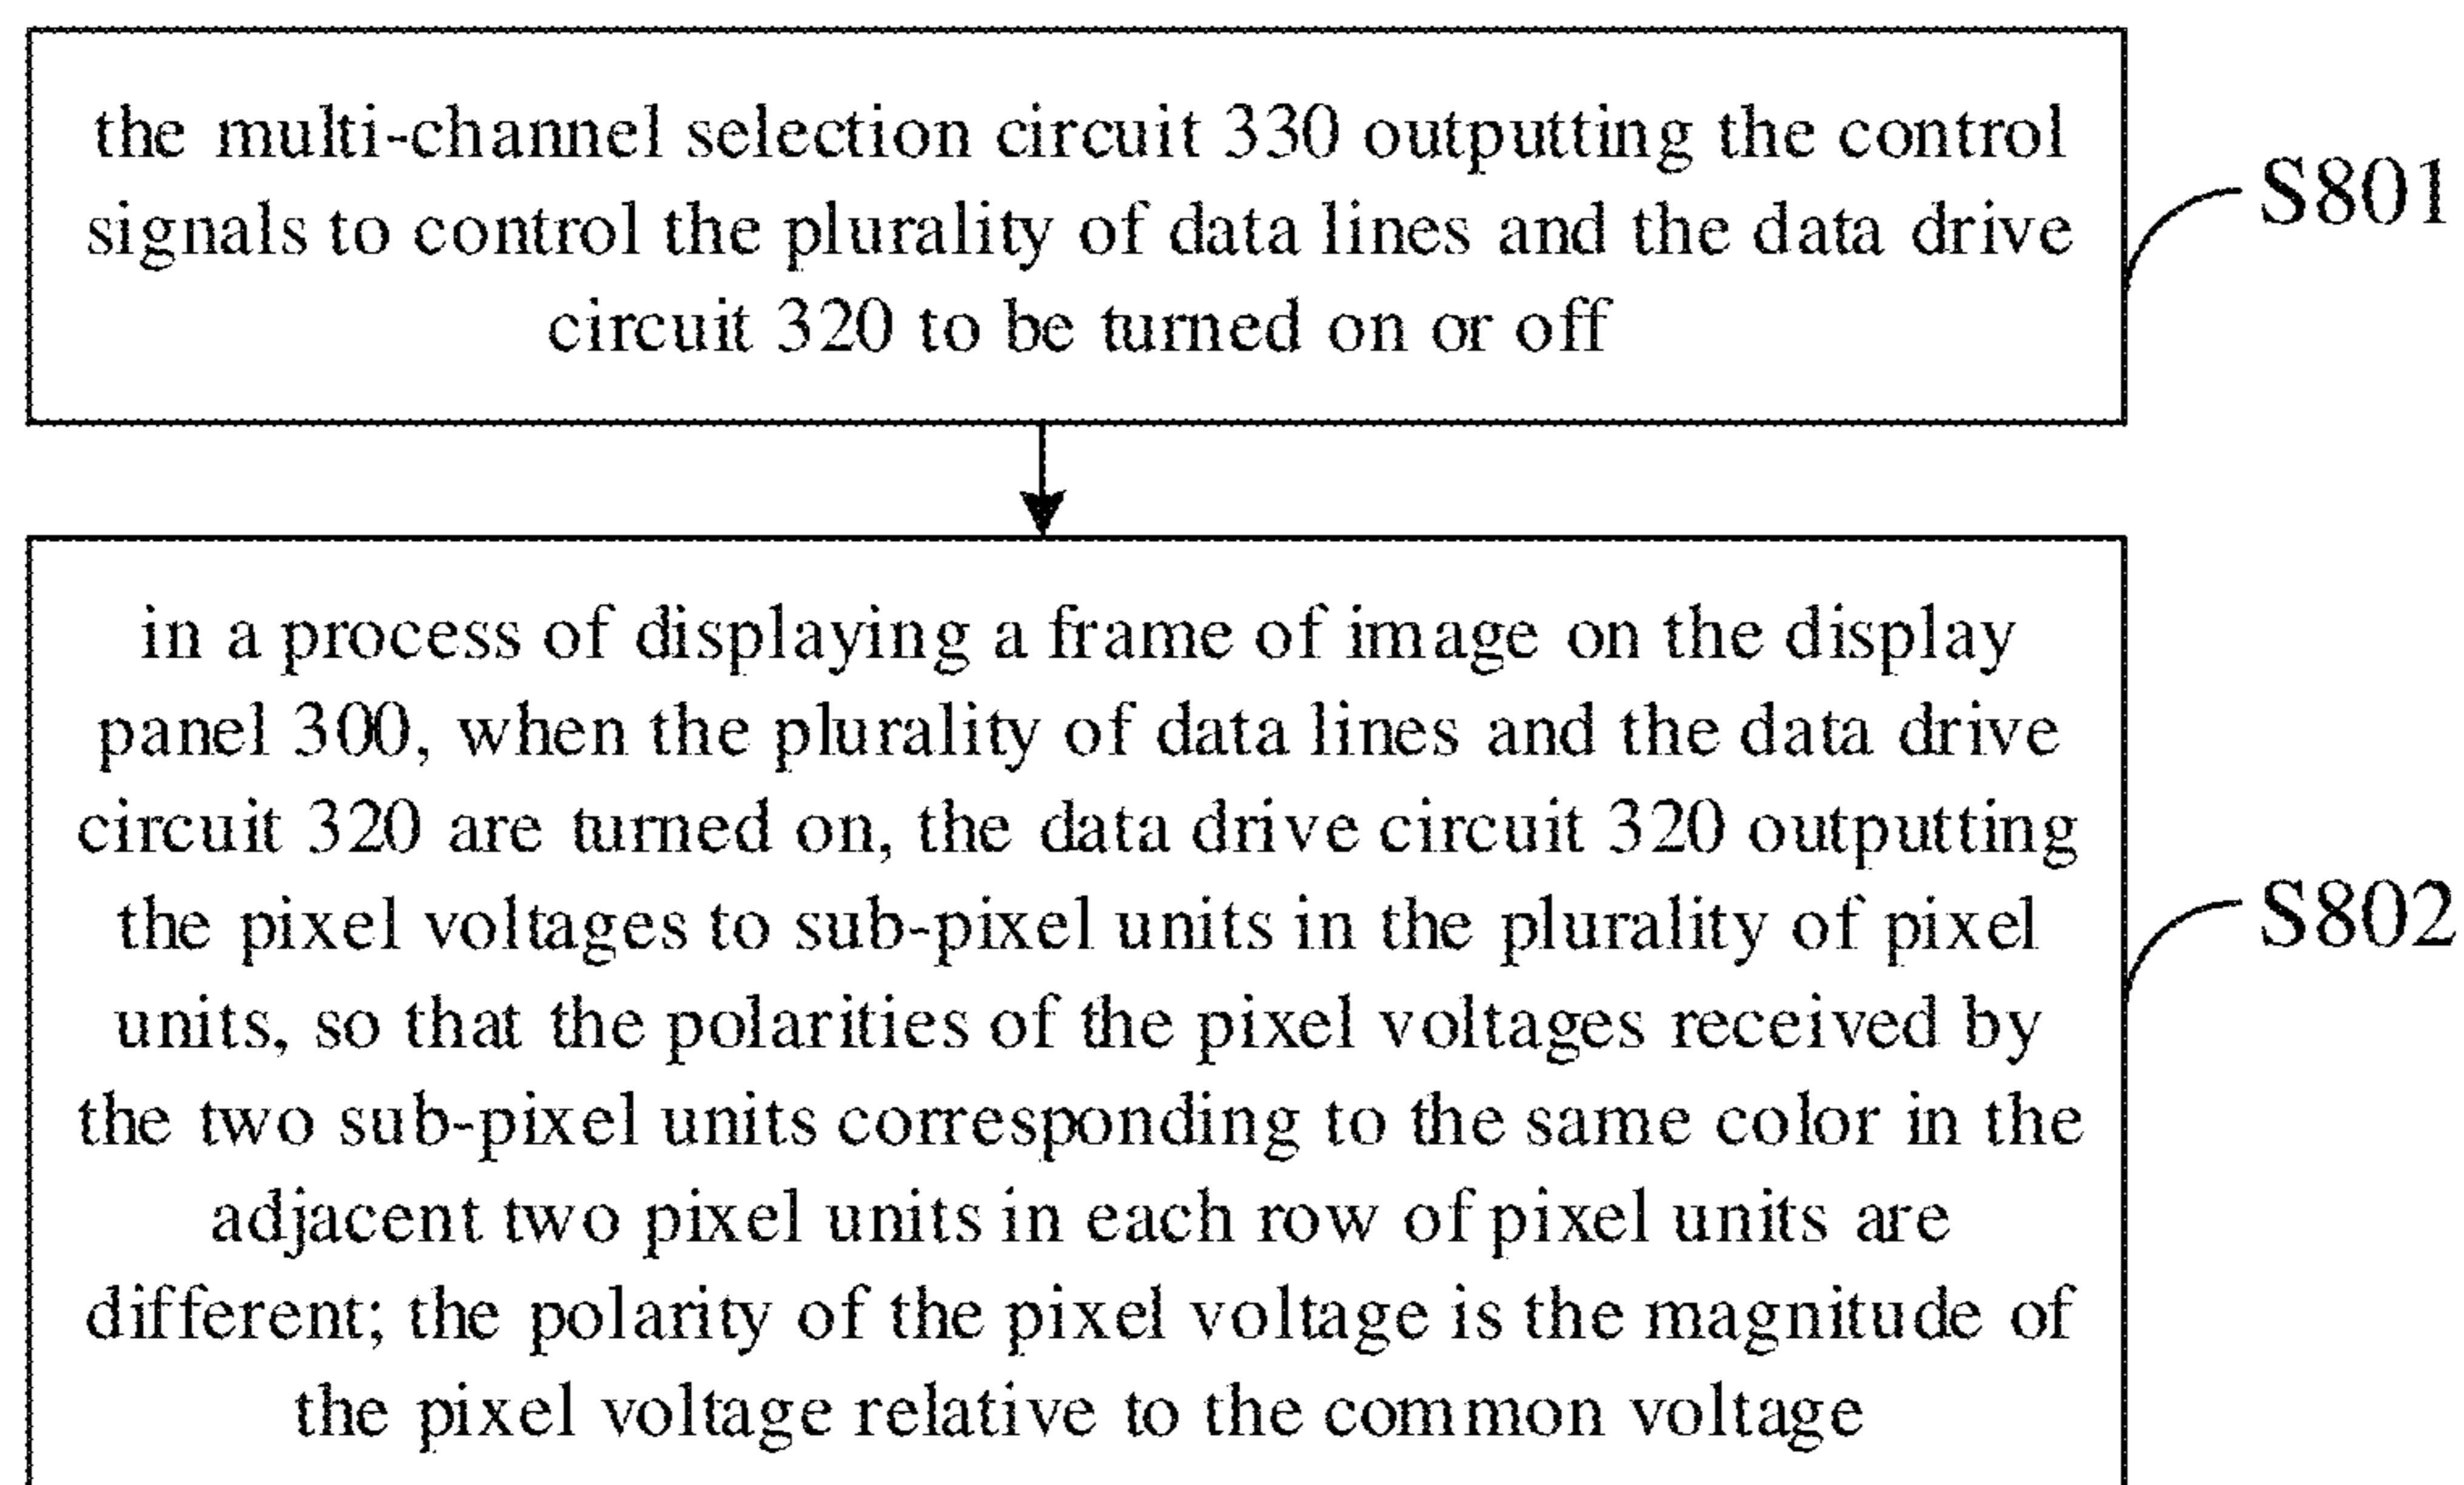 the multi-channel selection circuit 330 outputting the control
signals to control the plurality of data lines and the data drive
circuit 320 to be turned on or off
S801
in a process of displaying a frame of image on the display
panel 300, when the plurality of data lines and the data drive
circuit 320 are turned on, the data drive circuit 320 outputting
the pixel voltages to sub-pixel units in the plurality of pixel
units, so that the polarities of the pixel voltages received by
the two sub-pixel units corresponding to the same color in the
adjacent two pixel units in each row of pixel units are
different; the polarity of the pixel voltage is the magnitude of
the pixel voltage relative to the common voltage
S802